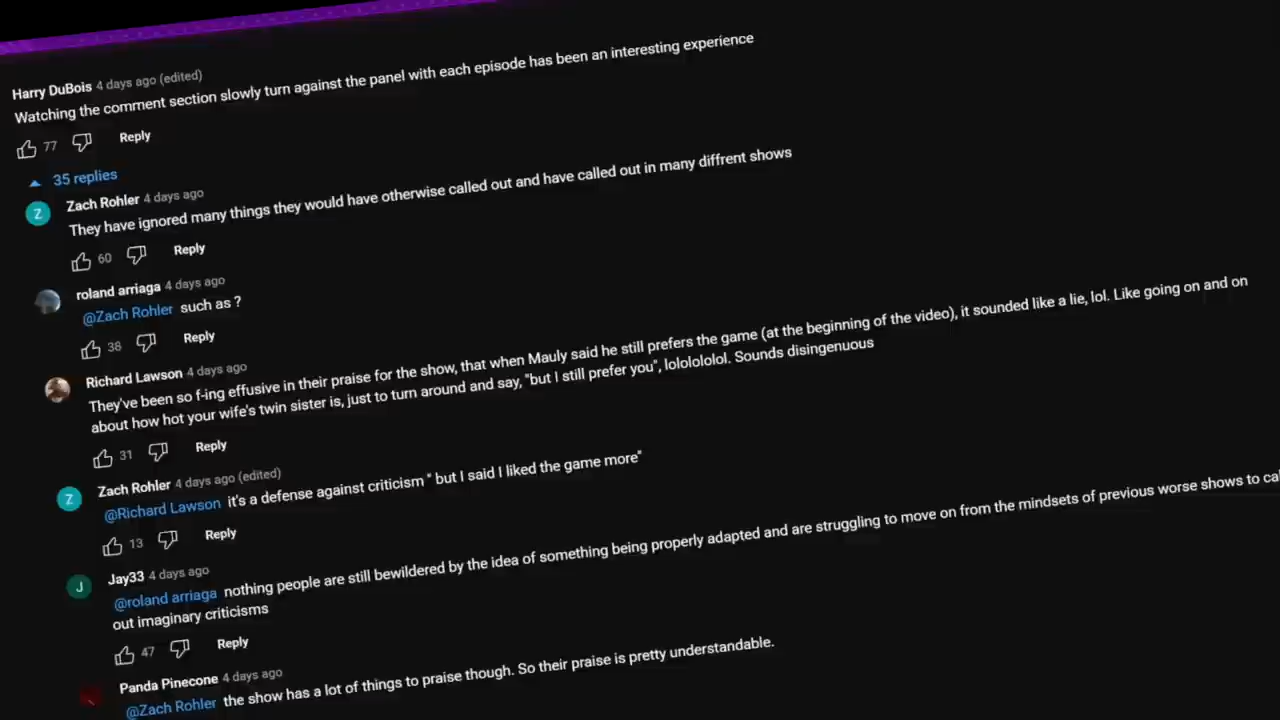 Harry DuBois 4 days ago (edited)
Watching the comment section slowly turn against the panel with each episode has been an interesting experience
77 Reply
35 replies
Z
Zach Rohler 4 days ago
They have ignored many things they would have otherwise called out and have called out in many diffrent shows
60 Reply
roland arriaga 4 days ago
@Zach Rohler such as ?
38 Reply
Richard Lawson 4 days ago
They've been so f-ing effusive in their praise for the show, that when Mauly said he still prefers the game (at the beginning of the video), it sounded like a lie, lol. Like going on and on
about how hot your wife's twin sister is, just to turn around and say, "but I still prefer you", lolololol. Sounds disingenuous
31 Reply
Z
Zach Rohler 4 days ago (edited)
@Richard Lawson it's a defense against criticism " but I said I liked the game more"
13 Reply
J
Jay33 4 days ago
@roland arriaga nothing people are still bewildered by the idea of something being properly adapted and are struggling to move on from the mindsets of previous worse shows to
out imaginary criticisms
47 Reply
Panda Pinecone 4 days ago
@Zach Rohler the show has a lot of things to praise though. So their praise is pretty understandable.